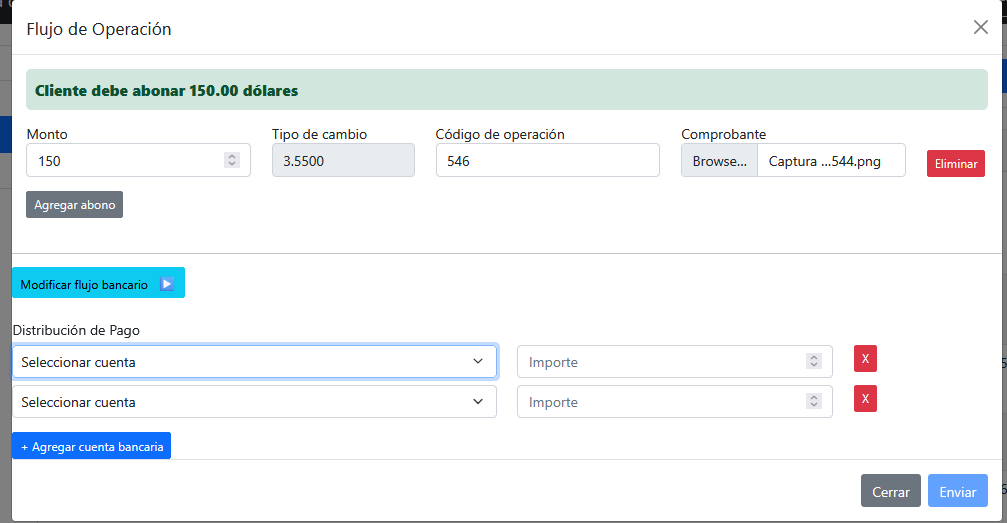 Flujo de Operación
Cliente debe abonar 150.00 dólares
Monto Tipo de cambio Código de operación Comprobante
150 3.5500 546 Browse... Captura ...544.png Eliminar
Agregar abono
Modificar flujo bancario
Distribución de Pago
Seleccionar cuenta Importe X
Seleccionar cuenta Importe X
+ Agregar cuenta bancaria
Cerrar Enviar